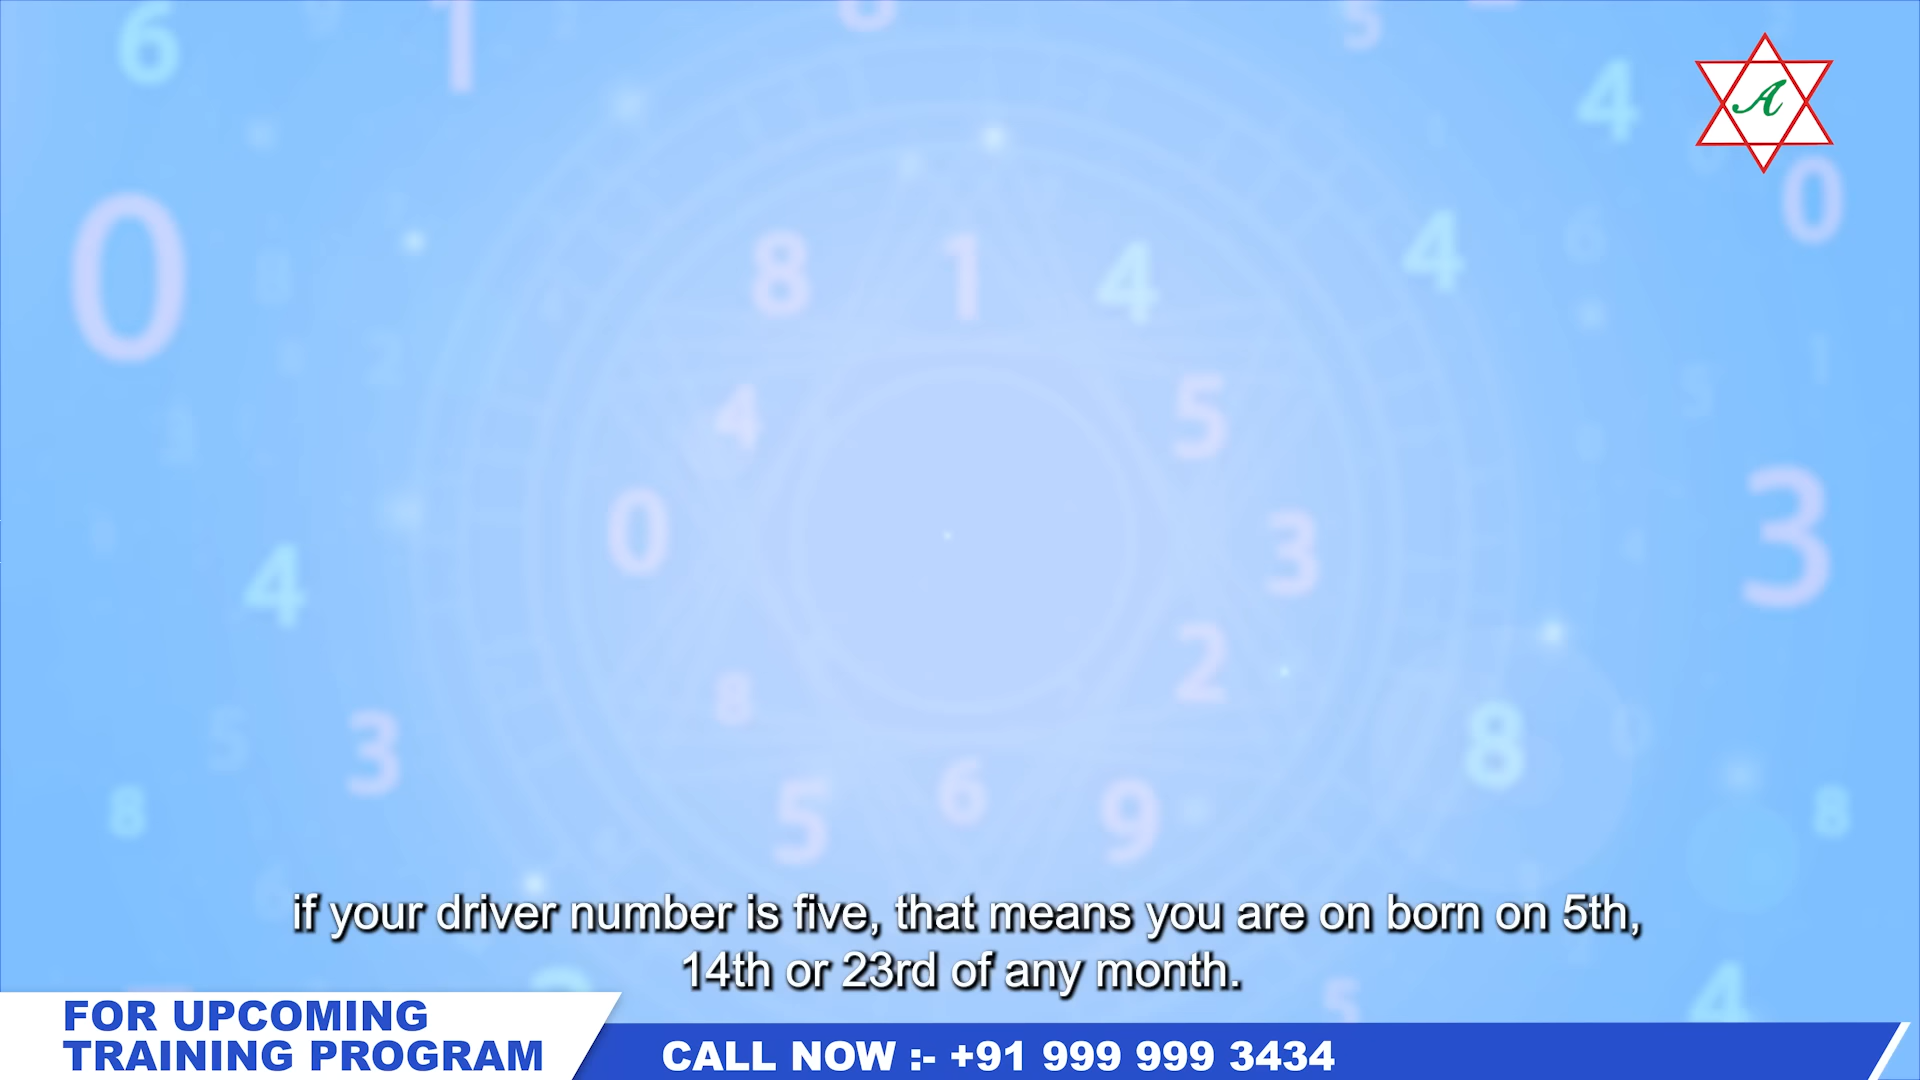 A
if your driver number is five, that means you are on born on 5th,
14th or 23rd of any month.
FOR UPCOMING
TRAINING PROGRAM
CALL NOW :- +91 999 999 3434